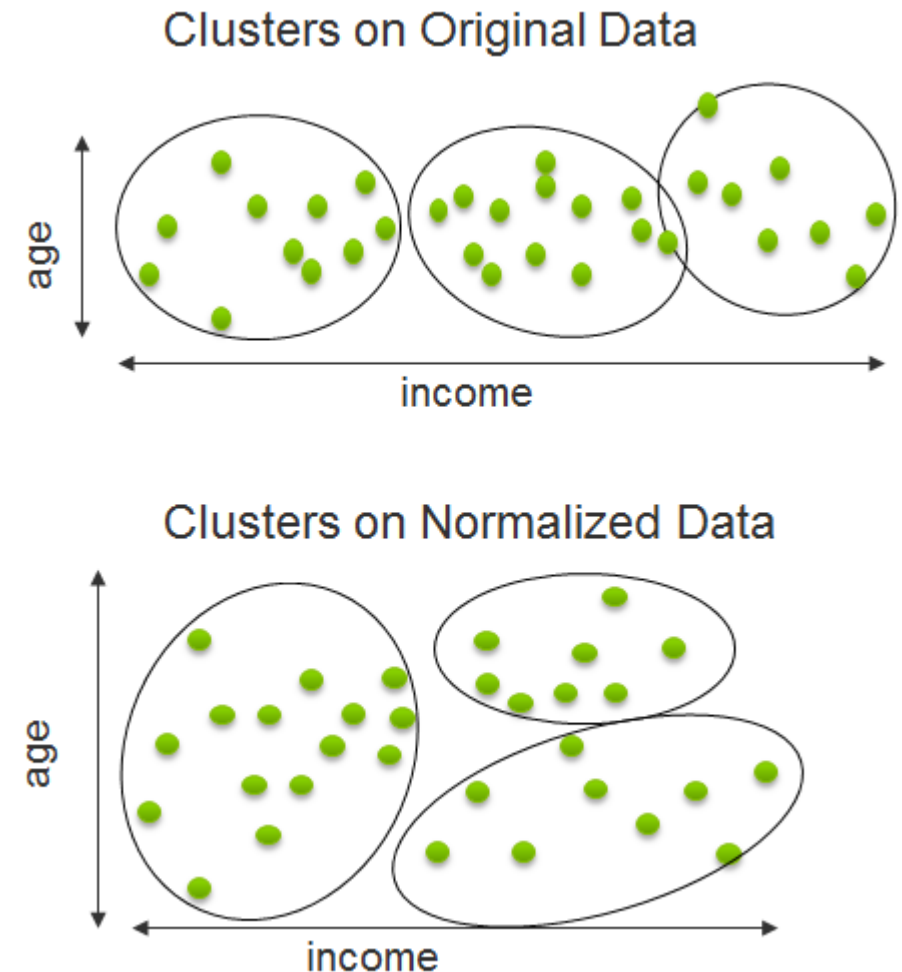 Clusters on Original Data
age
income
Clusters on Normalized Data
age
income